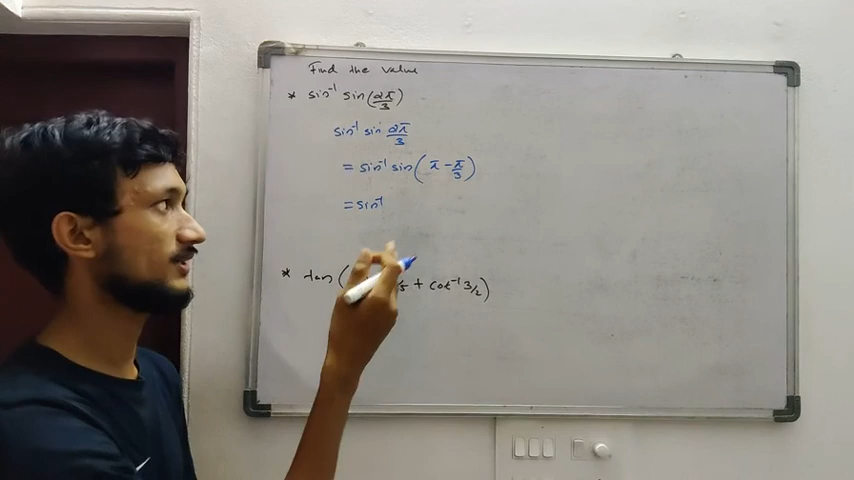 Find the value
* sin⁻¹ sin(2π/3)
sin⁻¹ sin 2π/3
= sin⁻¹ sin(π - π/3)
= sin⁻¹
* tan( /5 + cot⁻¹ 3/2)